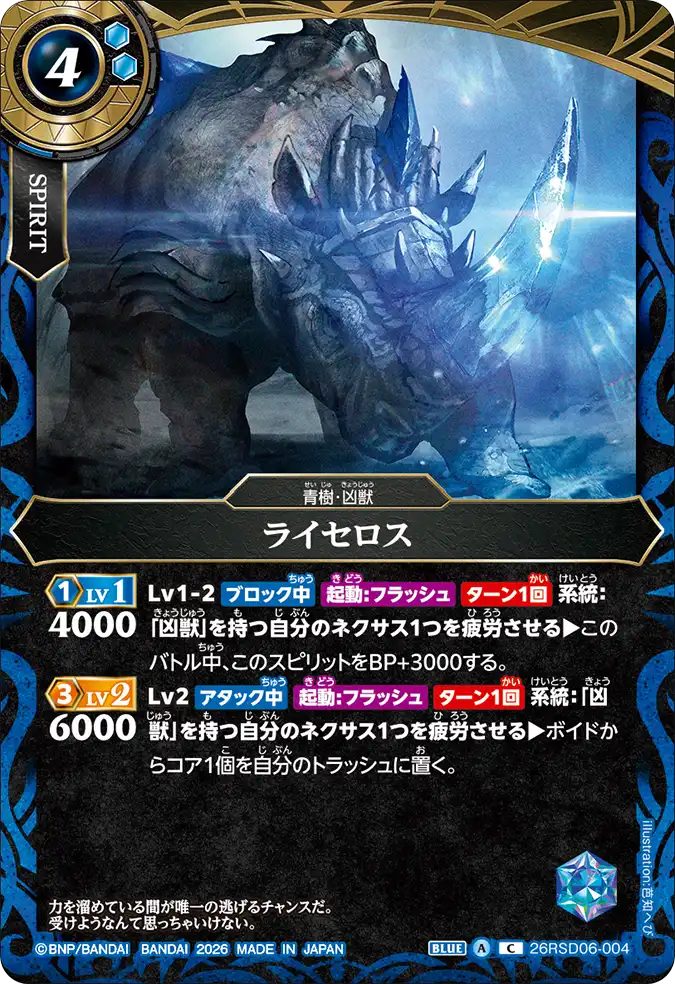 4
SPIRIT
青樹・凶獣
ライセロス
1 LV1 4000
Lv1-2 ブロック中 起動:フラッシュ ターン1回 系統:
「凶獣」を持つ自分のネクサス1つを疲労させる▶この
バトル中、このスピリットをBP+3000する。
3 LV2 6000
Lv2 アタック中 起動:フラッシュ ターン1回 系統:「凶
獣」を持つ自分のネクサス1つを疲労させる▶ボイドか
らコア1個を自分のトラッシュに置く。
力を溜めている間が唯一の逃げるチャンスだ。
受けようなんて思っちゃいけない。
illustration:芭知へび
©BNP/BANDAI BANDAI 2026 MADE IN JAPAN
BLUE A C 26RSD06-004